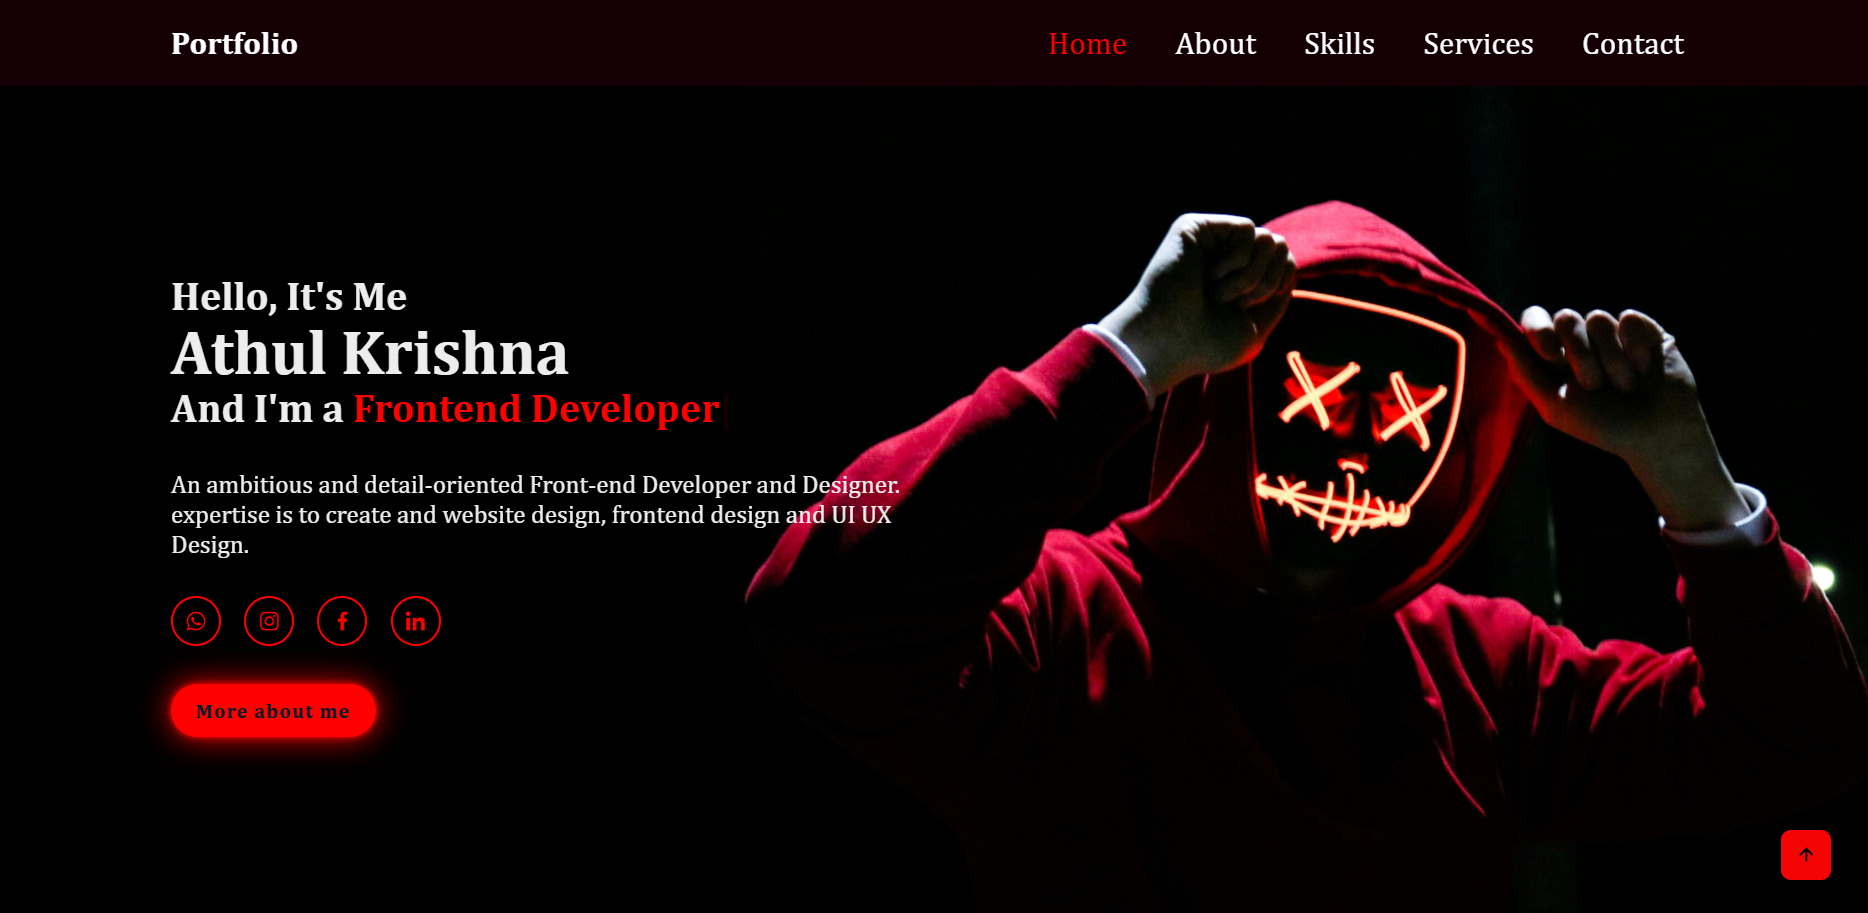 Portfolio
Home About Skills Services Contact
Hello, It's Me
Athul Krishna
And I'm a Frontend Developer
An ambitious and detail-oriented Front-end Developer and Designer.
expertise is to create and website design, frontend design and UI UX
Design.
More about me